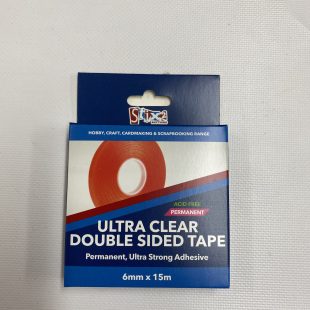 Stix2
HOBBY, CRAFT, CARDMAKING & SCRAPBOOKING RANGE
ACID FREE
PERMANENT
ULTRA CLEAR
DOUBLE SIDED TAPE
Permanent, Ultra Strong Adhesive
6mm x 15m